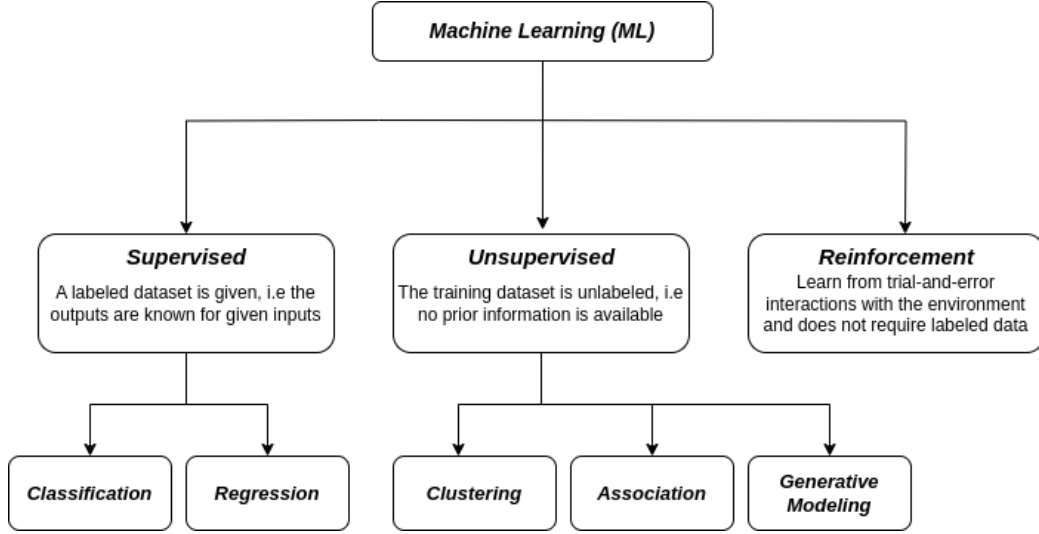 Machine Learning (ML)
Supervised
A labeled dataset is given, i.e the
outputs are known for given inputs
Unsupervised
The training dataset is unlabeled, i.e
no prior information is available
Reinforcement
Learn from trial-and-error
interactions with the environment
and does not require labeled data
Classification
Regression
Clustering
Association
Generative
Modeling